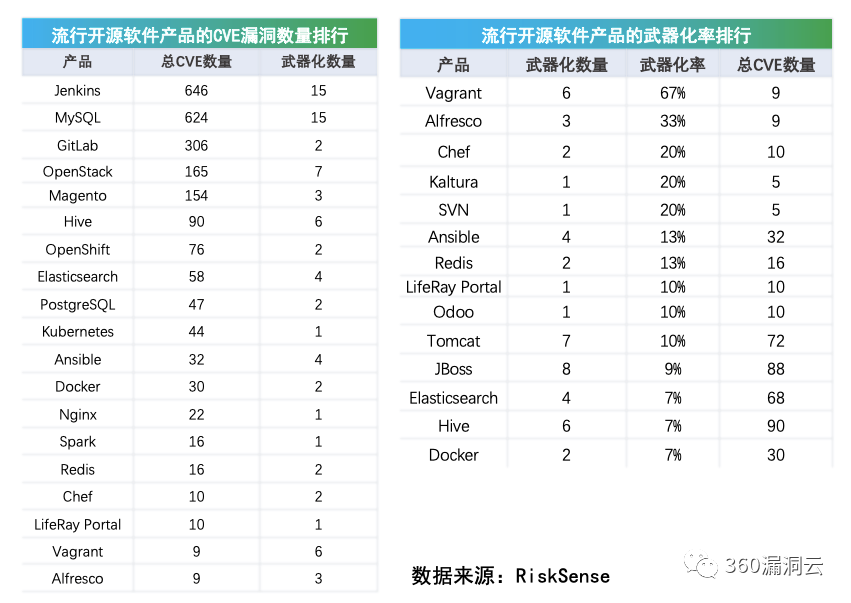 流行开源软件产品的CVE漏洞数量排行
产品 总CVE数量 武器化数量
Jenkins 646 15
MySQL 624 15
GitLab 306 2
OpenStack 165 7
Magento 154 3
Hive 90 6
OpenShift 76 2
Elasticsearch 58 4
PostgreSQL 47 2
Kubernetes 44 1
Ansible 32 4
Docker 30 2
Nginx 22 1
Spark 16 1
Redis 16 2
Chef 10 2
LifeRay Portal 10 1
Vagrant 9 6
Alfresco 9 3
流行开源软件产品的武器化率排行
产品 武器化数量 武器化率 总CVE数量
Vagrant 6 67% 9
Alfresco 3 33% 9
Chef 2 20% 10
Kaltura 1 20% 5
SVN 1 20% 5
Ansible 4 13% 32
Redis 2 13% 16
LifeRay Portal 1 10% 10
Odoo 1 10% 10
Tomcat 7 10% 72
JBoss 8 9% 88
Elasticsearch 4 7% 68
Hive 6 7% 90
Docker 2 7% 30
数据来源：RiskSense
360漏洞云